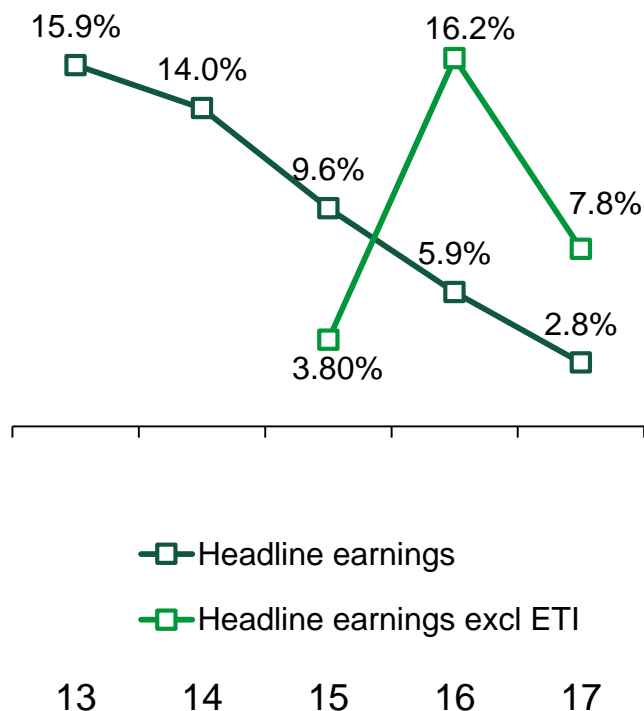 15.9%
16.2%
14.0%
9.6%
7.8%
5.9%
2.8%
3.80%
Headline earnings
Headline earnings excl ETI
13 14 15 16 17